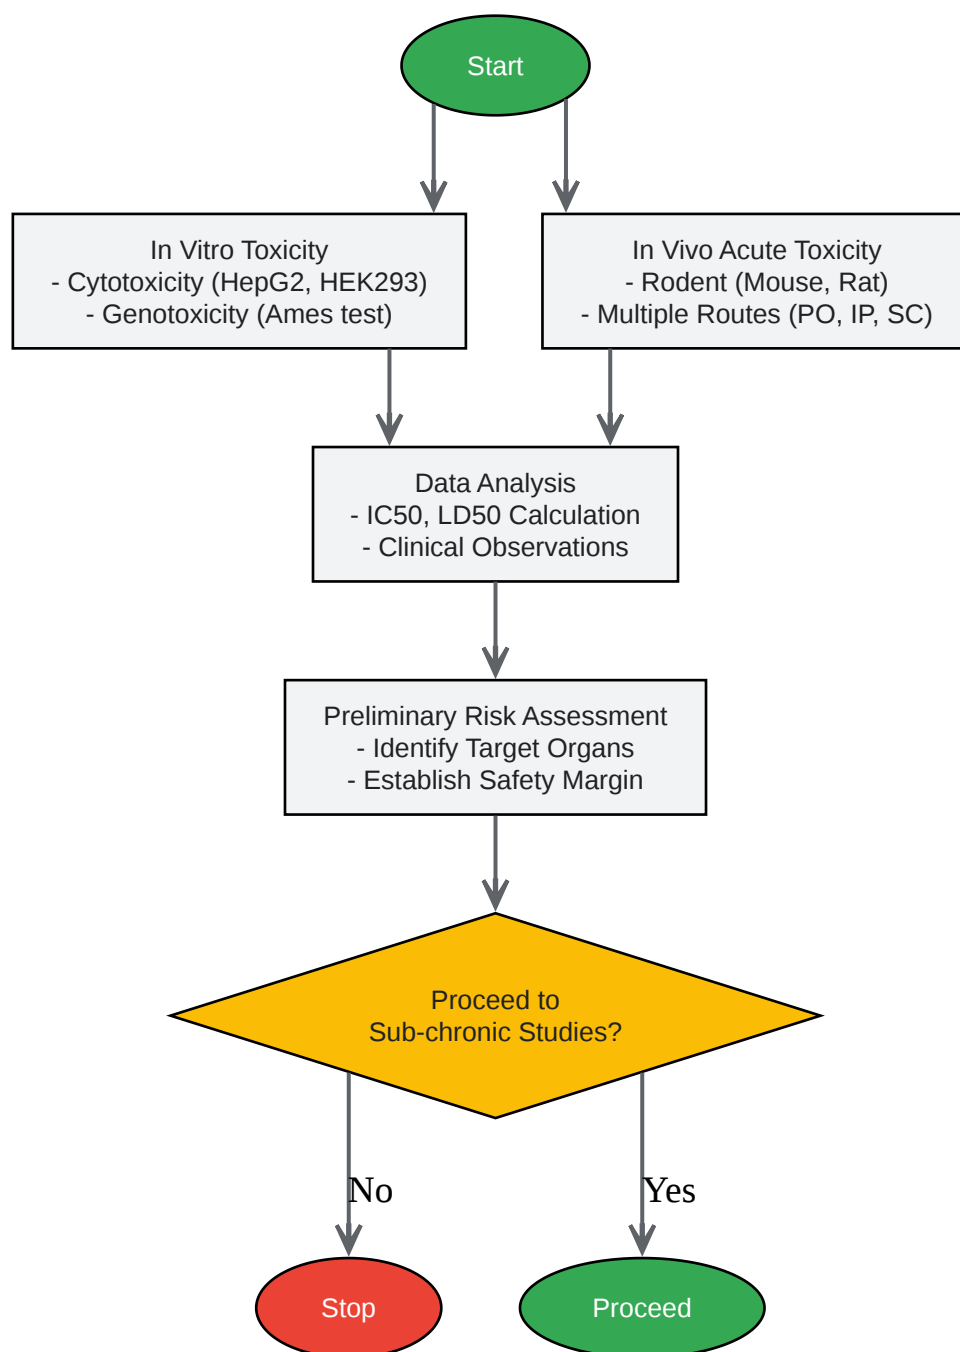 Start
In Vitro Toxicity
- Cytotoxicity (HepG2, HEK293)
- Genotoxicity (Ames test)
In Vivo Acute Toxicity
- Rodent (Mouse, Rat)
- Multiple Routes (PO, IP, SC)
Data Analysis
- IC50, LD50 Calculation
- Clinical Observations
Preliminary Risk Assessment
- Identify Target Organs
- Establish Safety Margin
Proceed to
Sub-chronic Studies?
No
Yes
Stop
Proceed